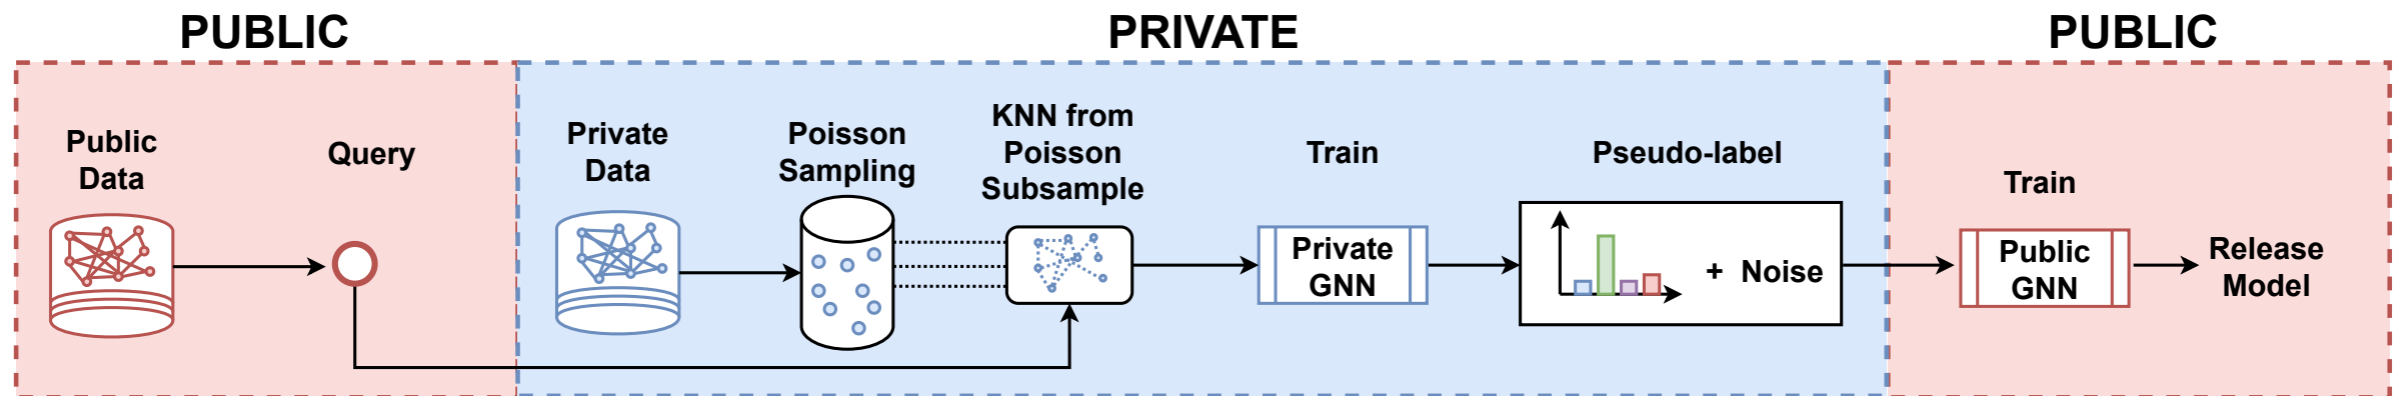 PUBLIC
PRIVATE
PUBLIC
Public
Data
Query
Private
Data
Poisson
Sampling
KNN from
Poisson
Subsample
Train
Private
GNN
Pseudo-label
+ Noise
Train
Public
GNN
Release
Model